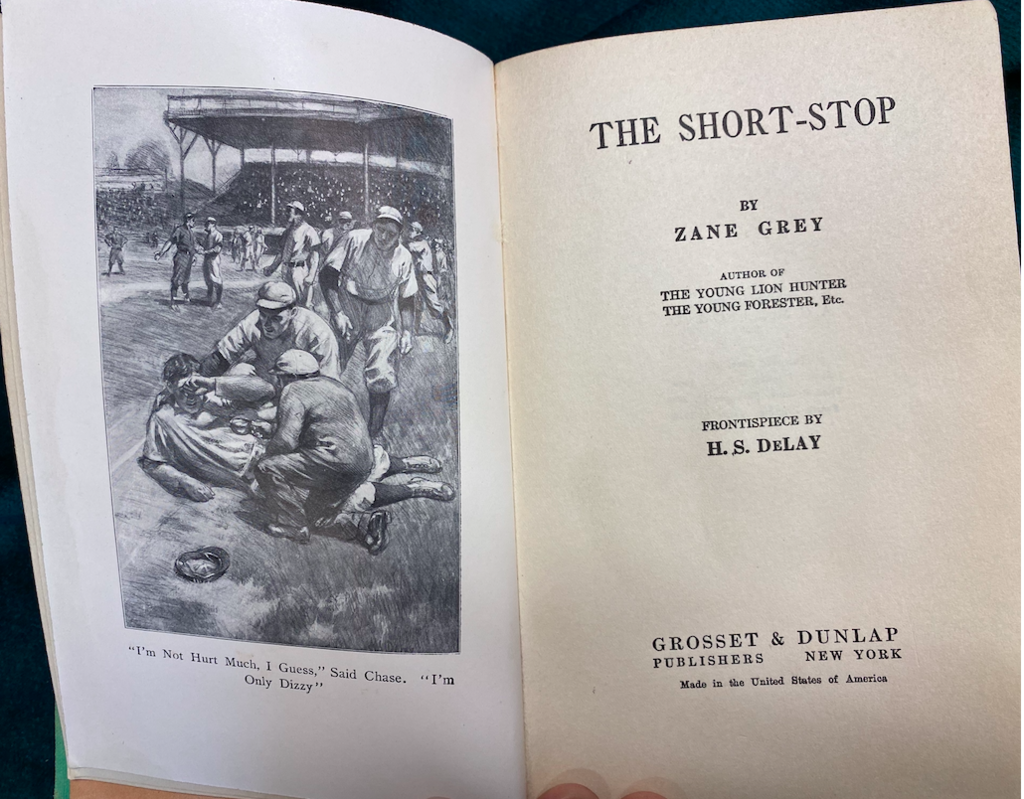 "I'm Not Hurt Much, I Guess," Said Chase. "I'm
Only Dizzy"
THE SHORT-STOP
BY
ZANE GREY
AUTHOR OF
THE YOUNG LION HUNTER
THE YOUNG FORESTER, Etc.
FRONTISPIECE BY
H. S. DELAY
GROSSET & DUNLAP
PUBLISHERS NEW YORK
Made in the United States of America